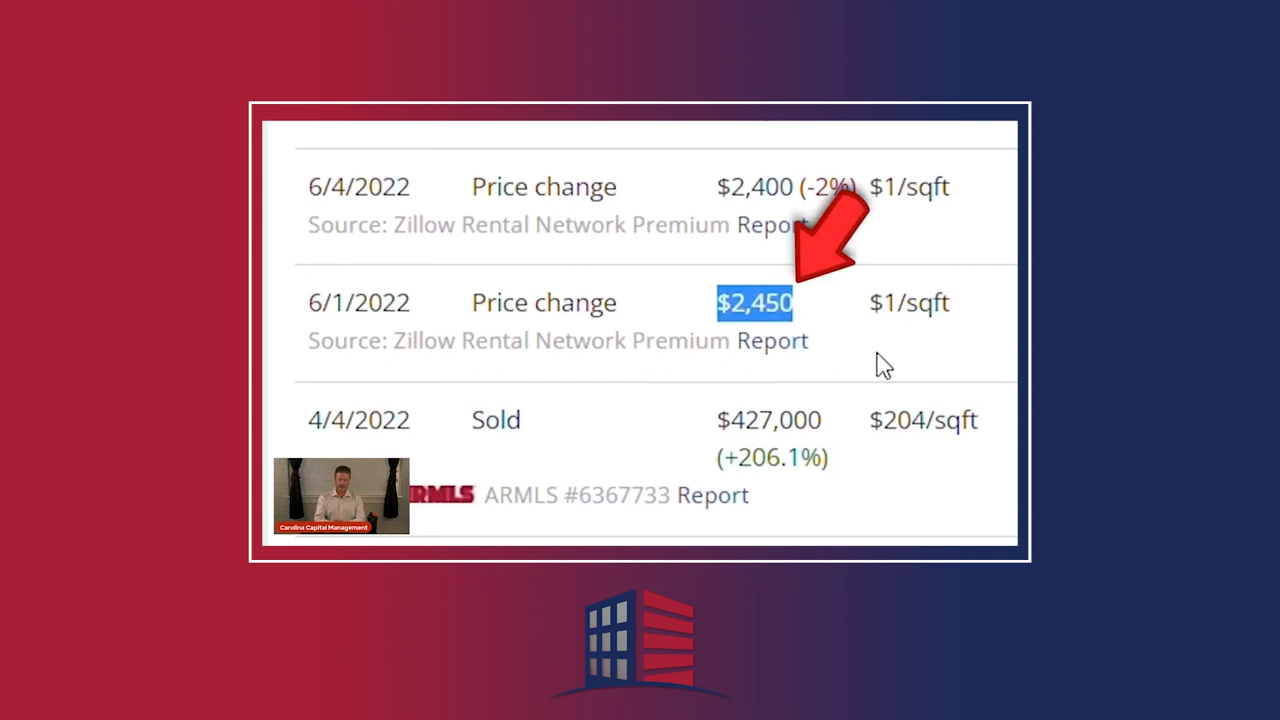 6/4/2022 Price change $2,400 (-2%) $1/sqft
Source: Zillow Rental Network Premium Report
6/1/2022 Price change $2,450 $1/sqft
Source: Zillow Rental Network Premium Report
4/4/2022 Sold $427,000 $204/sqft
(+206.1%)
RMLS ARMLS #6367733 Report
Carolina Capital Management